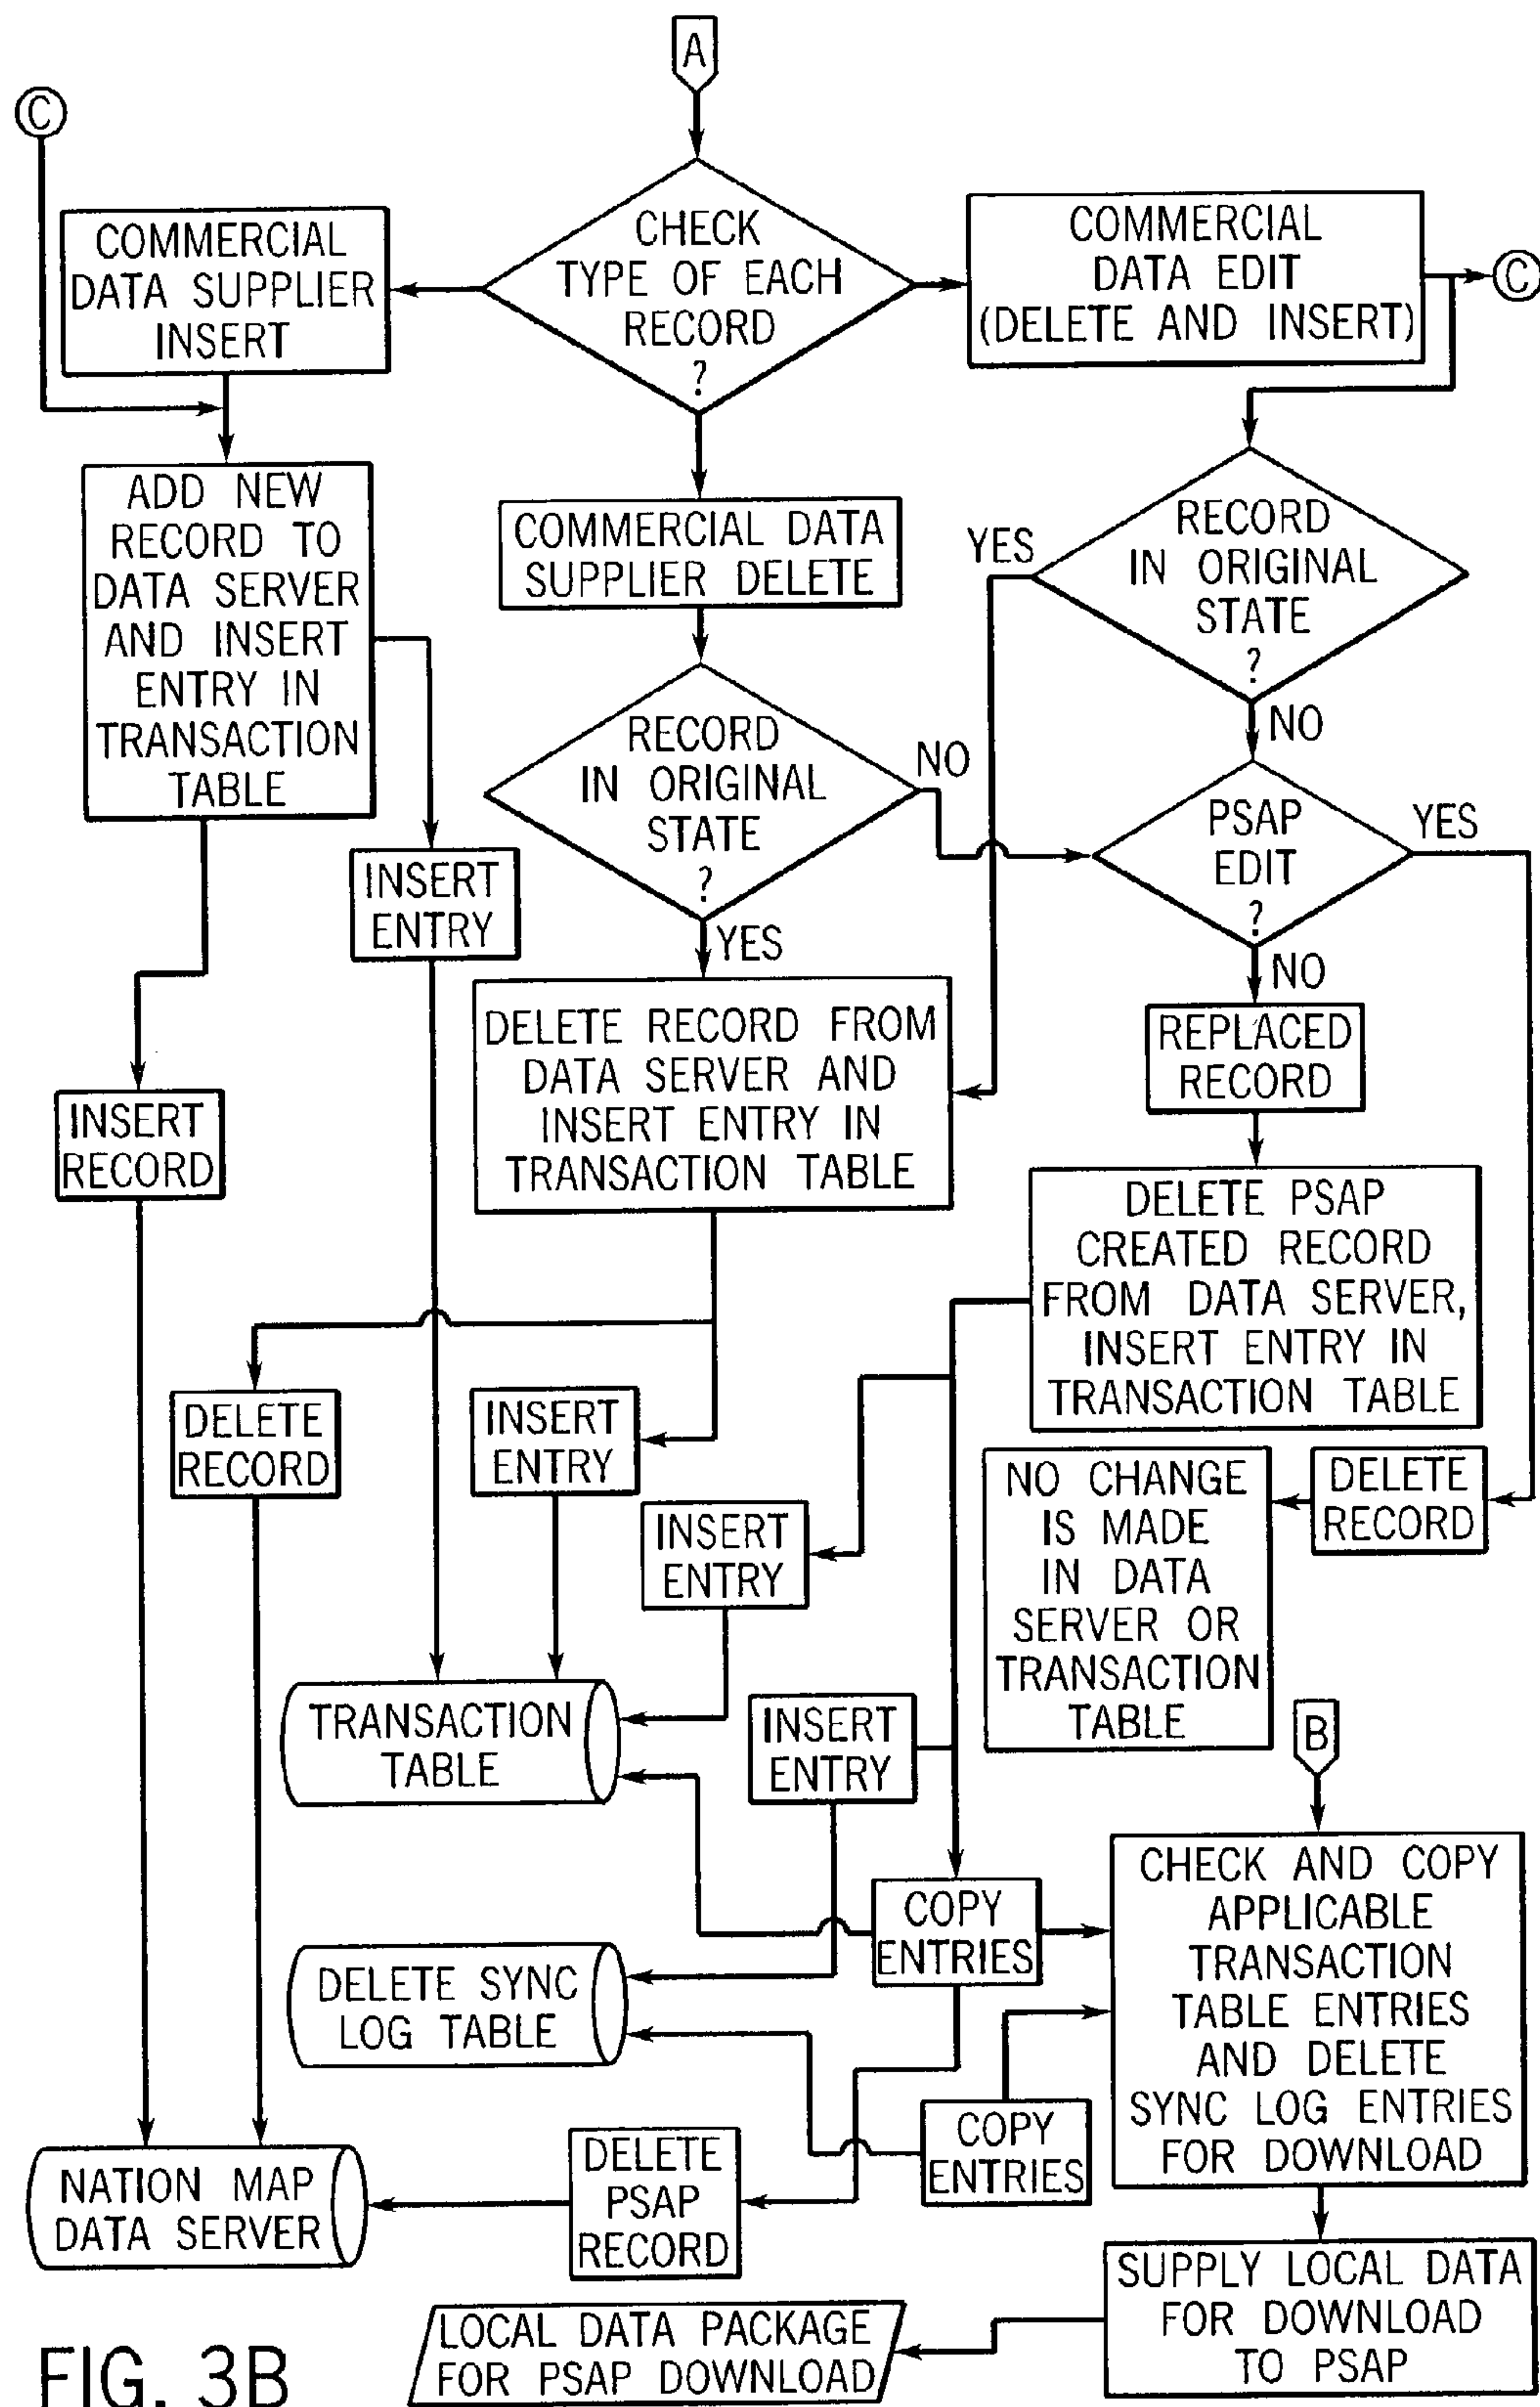 A
C
COMMERCIAL
DATA SUPPLIER
INSERT
CHECK
TYPE OF EACH
RECORD
?
COMMERCIAL
DATA EDIT
(DELETE AND INSERT)
C
ADD NEW
RECORD TO
DATA SERVER
AND INSERT
ENTRY IN
TRANSACTION
TABLE
COMMERCIAL DATA
SUPPLIER DELETE
YES
RECORD
IN ORIGINAL
STATE
?
NO
RECORD
IN ORIGINAL
STATE
?
NO
YES
PSAP
EDIT
?
YES
NO
INSERT
ENTRY
INSERT
RECORD
DELETE RECORD FROM
DATA SERVER AND
INSERT ENTRY IN
TRANSACTION TABLE
REPLACED
RECORD
DELETE PSAP
CREATED RECORD
FROM DATA SERVER,
INSERT ENTRY IN
TRANSACTION TABLE
DELETE
RECORD
INSERT
ENTRY
INSERT
ENTRY
NO CHANGE
IS MADE
IN DATA
SERVER OR
TRANSACTION
TABLE
DELETE
RECORD
TRANSACTION
TABLE
INSERT
ENTRY
B
COPY
ENTRIES
CHECK AND COPY
APPLICABLE
TRANSACTION
TABLE ENTRIES
AND DELETE
SYNC LOG ENTRIES
FOR DOWNLOAD
DELETE SYNC
LOG TABLE
COPY
ENTRIES
NATION MAP
DATA SERVER
DELETE
PSAP
RECORD
SUPPLY LOCAL DATA
FOR DOWNLOAD
TO PSAP
LOCAL DATA PACKAGE
FOR PSAP DOWNLOAD
FIG. 3B